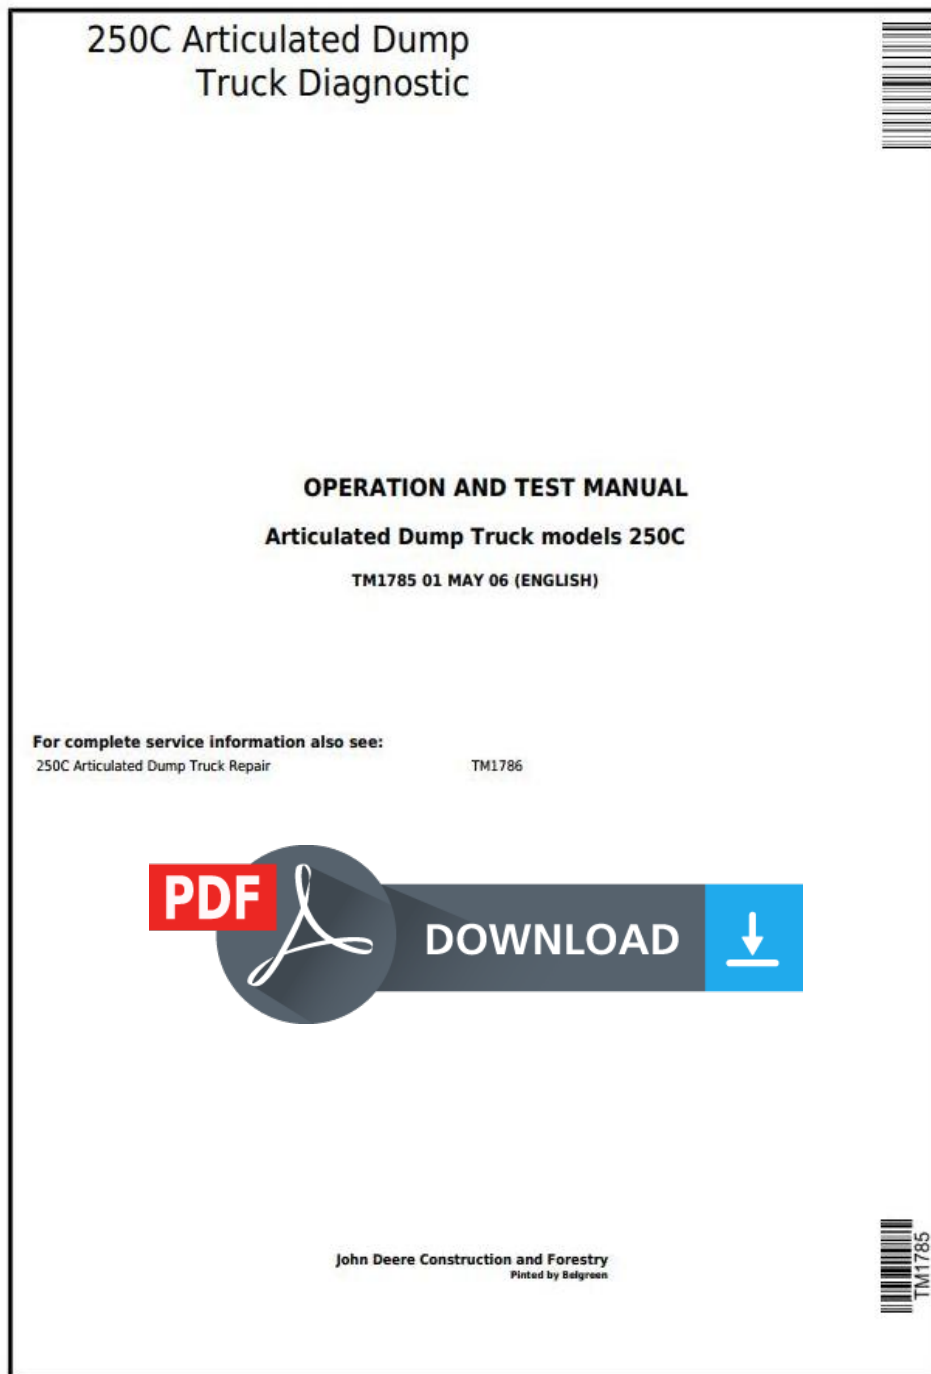 250C Articulated Dump
Truck Diagnostic
OPERATION AND TEST MANUAL
Articulated Dump Truck models 250C
TM1785 01 MAY 06 (ENGLISH)
For complete service information also see:
250C Articulated Dump Truck Repair TM1786
PDF
DOWNLOAD
John Deere Construction and Forestry
Pinted by Belgreen
TM1785